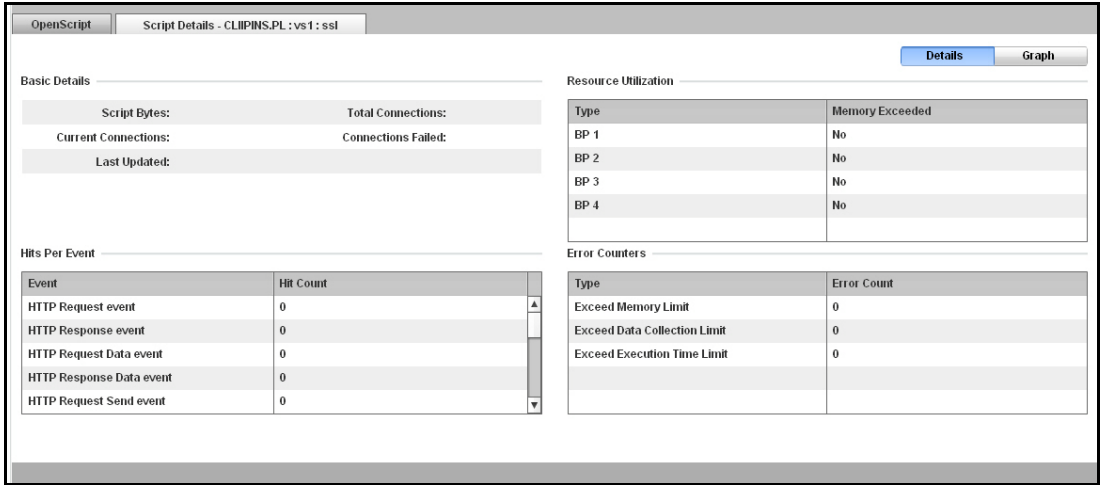 OpenScript Script Details - CLIIPINS.PL : vs1 : ssl
Details Graph
Basic Details
Script Bytes: Total Connections:
Current Connections: Connections Failed:
Last Updated:
Resource Utilization
Type Memory Exceeded
BP 1 No
BP 2 No
BP 3 No
BP 4 No
Hits Per Event
Event Hit Count
HTTP Request event 0
HTTP Response event 0
HTTP Request Data event 0
HTTP Response Data event 0
HTTP Request Send event 0
Error Counters
Type Error Count
Exceed Memory Limit 0
Exceed Data Collection Limit 0
Exceed Execution Time Limit 0